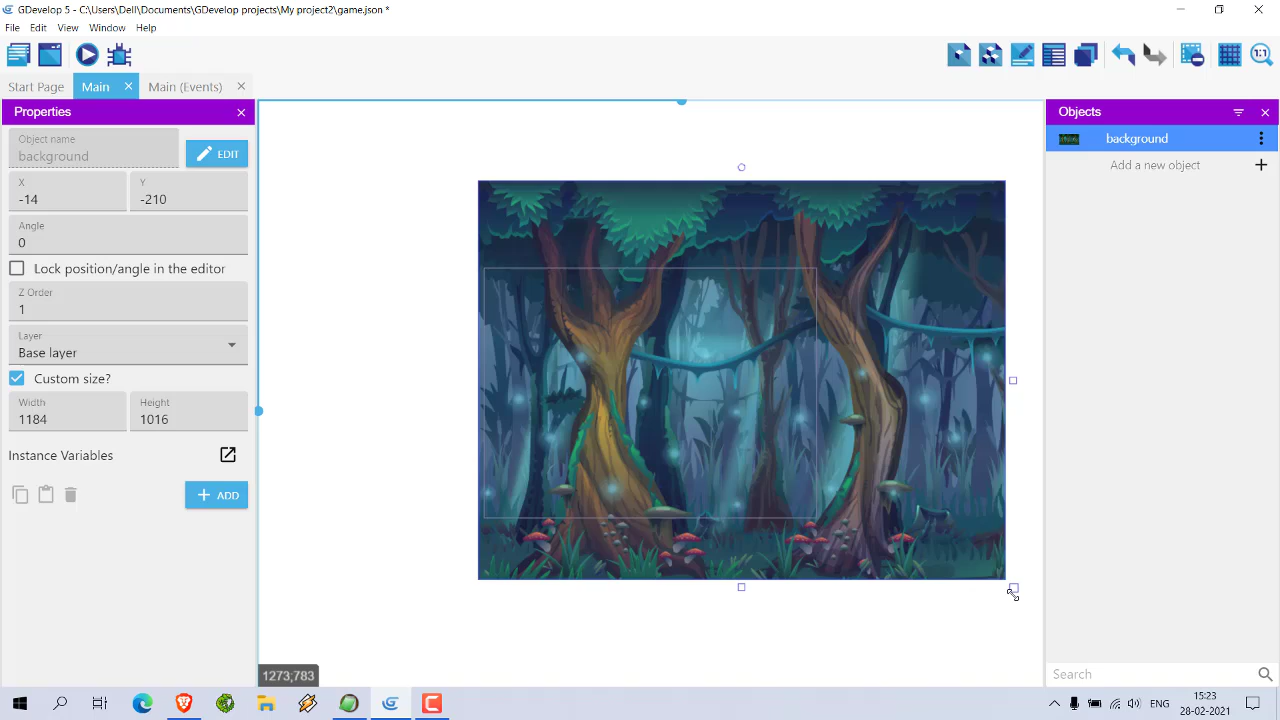 GDevelop 5 - C:\Users\Dell\Documents\GDevelop projects\My project2\game.json *
File Edit View Window Help
1:1
Start Page Main Main (Events)
Properties
Object name
background
EDIT
X
-14
Y
-210
Angle
0
Lock position/angle in the editor
Z Order
1
Layer
Base layer
Custom size?
Width
1184
Height
1016
Instance Variables
ADD
Objects
background
Add a new object
1273;783
Search
ENG
15:23
28-02-2021